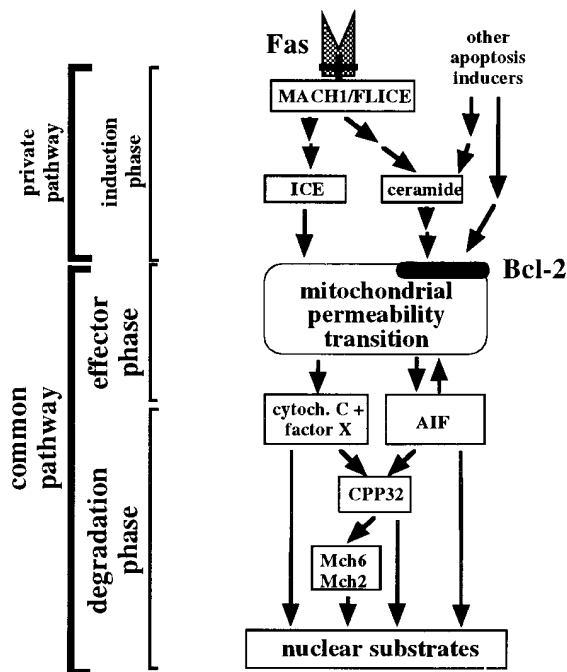 Fas
other
apoptosis
inducers
MACH1/FLICE
private
pathway
induction
phase
ICE
ceramide
Bcl-2
mitochondrial
permeability
transition
effector
phase
common
pathway
cytoch. C +
factor X
AIF
degradation
phase
CPP32
Mch6
Mch2
nuclear substrates